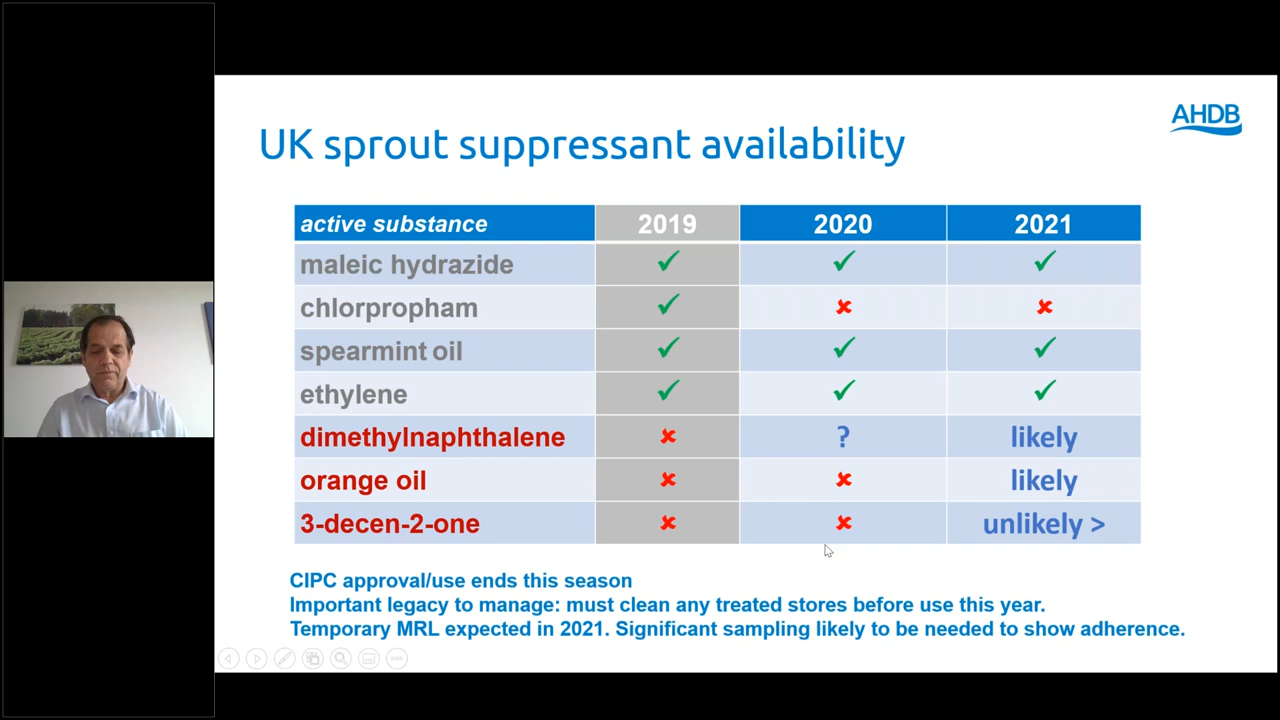 AHDB
UK sprout suppressant availability
active substance 2019 2020 2021
maleic hydrazide ✓ ✓ ✓
chlorpropham ✓ ✘ ✘
spearmint oil ✓ ✓ ✓
ethylene ✓ ✓ ✓
dimethylnaphthalene ✘ ? likely
orange oil ✘ ✘ likely
3-decen-2-one ✘ ✘ unlikely >
CIPC approval/use ends this season
Important legacy to manage: must clean any treated stores before use this year.
Temporary MRL expected in 2021. Significant sampling likely to be needed to show adherence.